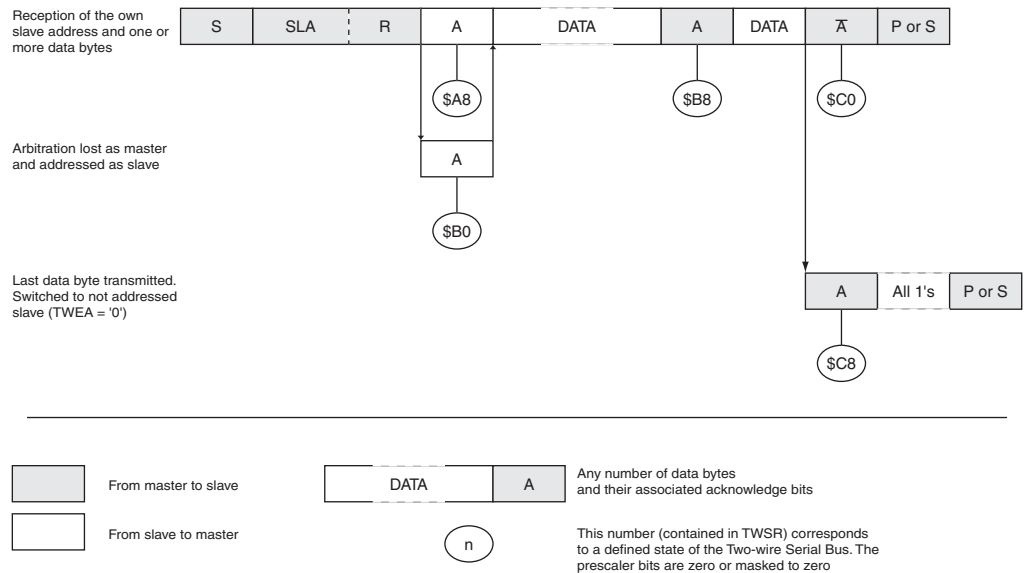 Reception of the own
slave address and one or
more data bytes
S SLA R A DATA A DATA A̅ P or S
$A8 $B8 $C0
Arbitration lost as master
and addressed as slave
A
$B0
Last data byte transmitted.
Switched to not addressed
slave (TWEA = '0')
A All 1's P or S
$C8
From master to slave
DATA A
Any number of data bytes
and their associated acknowledge bits
From slave to master
n
This number (contained in TWSR) corresponds
to a defined state of the Two-wire Serial Bus. The
prescaler bits are zero or masked to zero